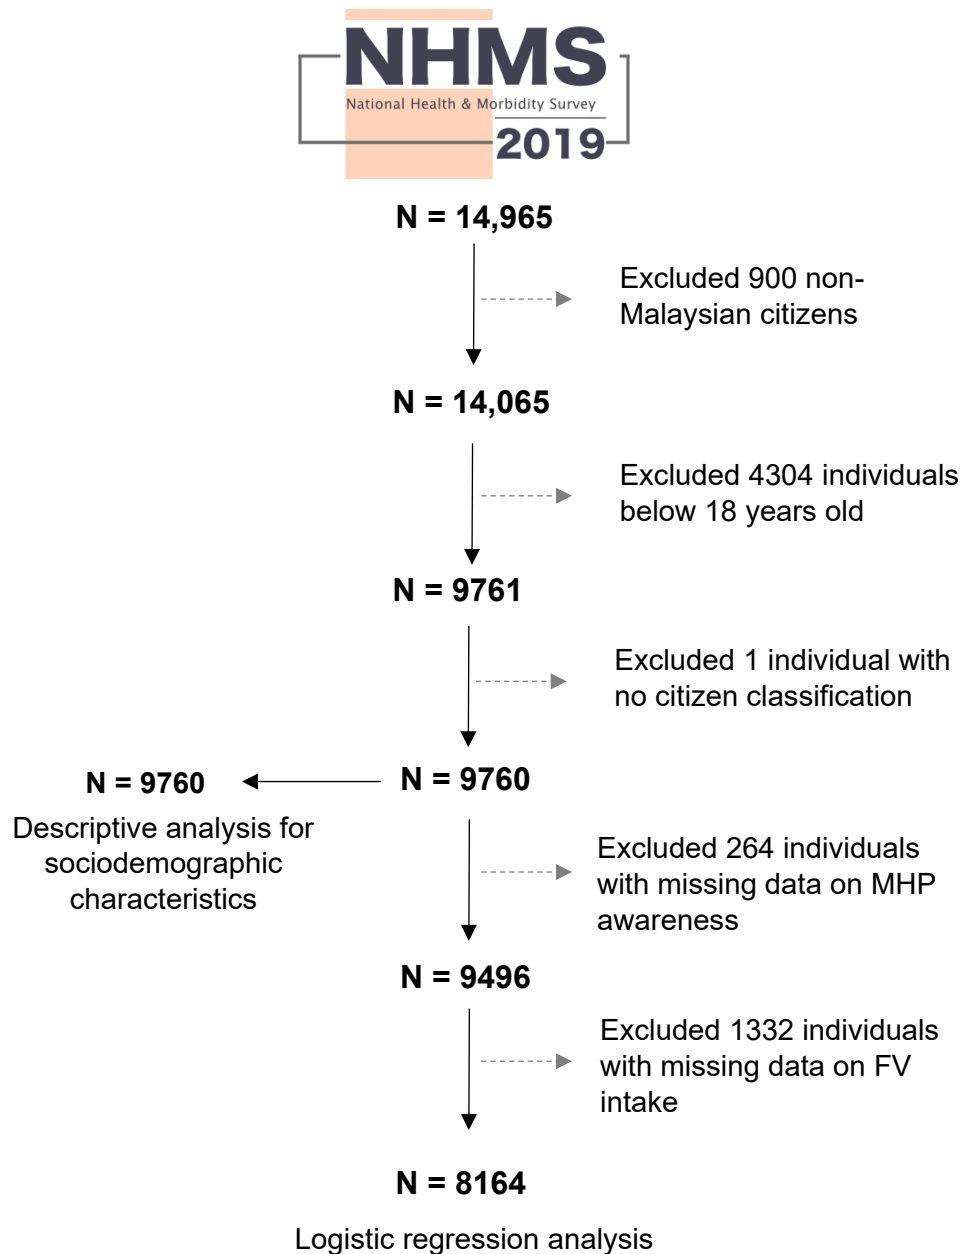 NHMS
National Health & Morbidity Survey
2019
N = 14,965
Excluded 900 non-
Malaysian citizens
N = 14,065
Excluded 4304 individuals
below 18 years old
N = 9761
Excluded 1 individual with
no citizen classification
N = 9760
N = 9760
Descriptive analysis for
sociodemographic
characteristics
Excluded 264 individuals
with missing data on MHP
awareness
N = 9496
Excluded 1332 individuals
with missing data on FV
intake
N = 8164
Logistic regression analysis